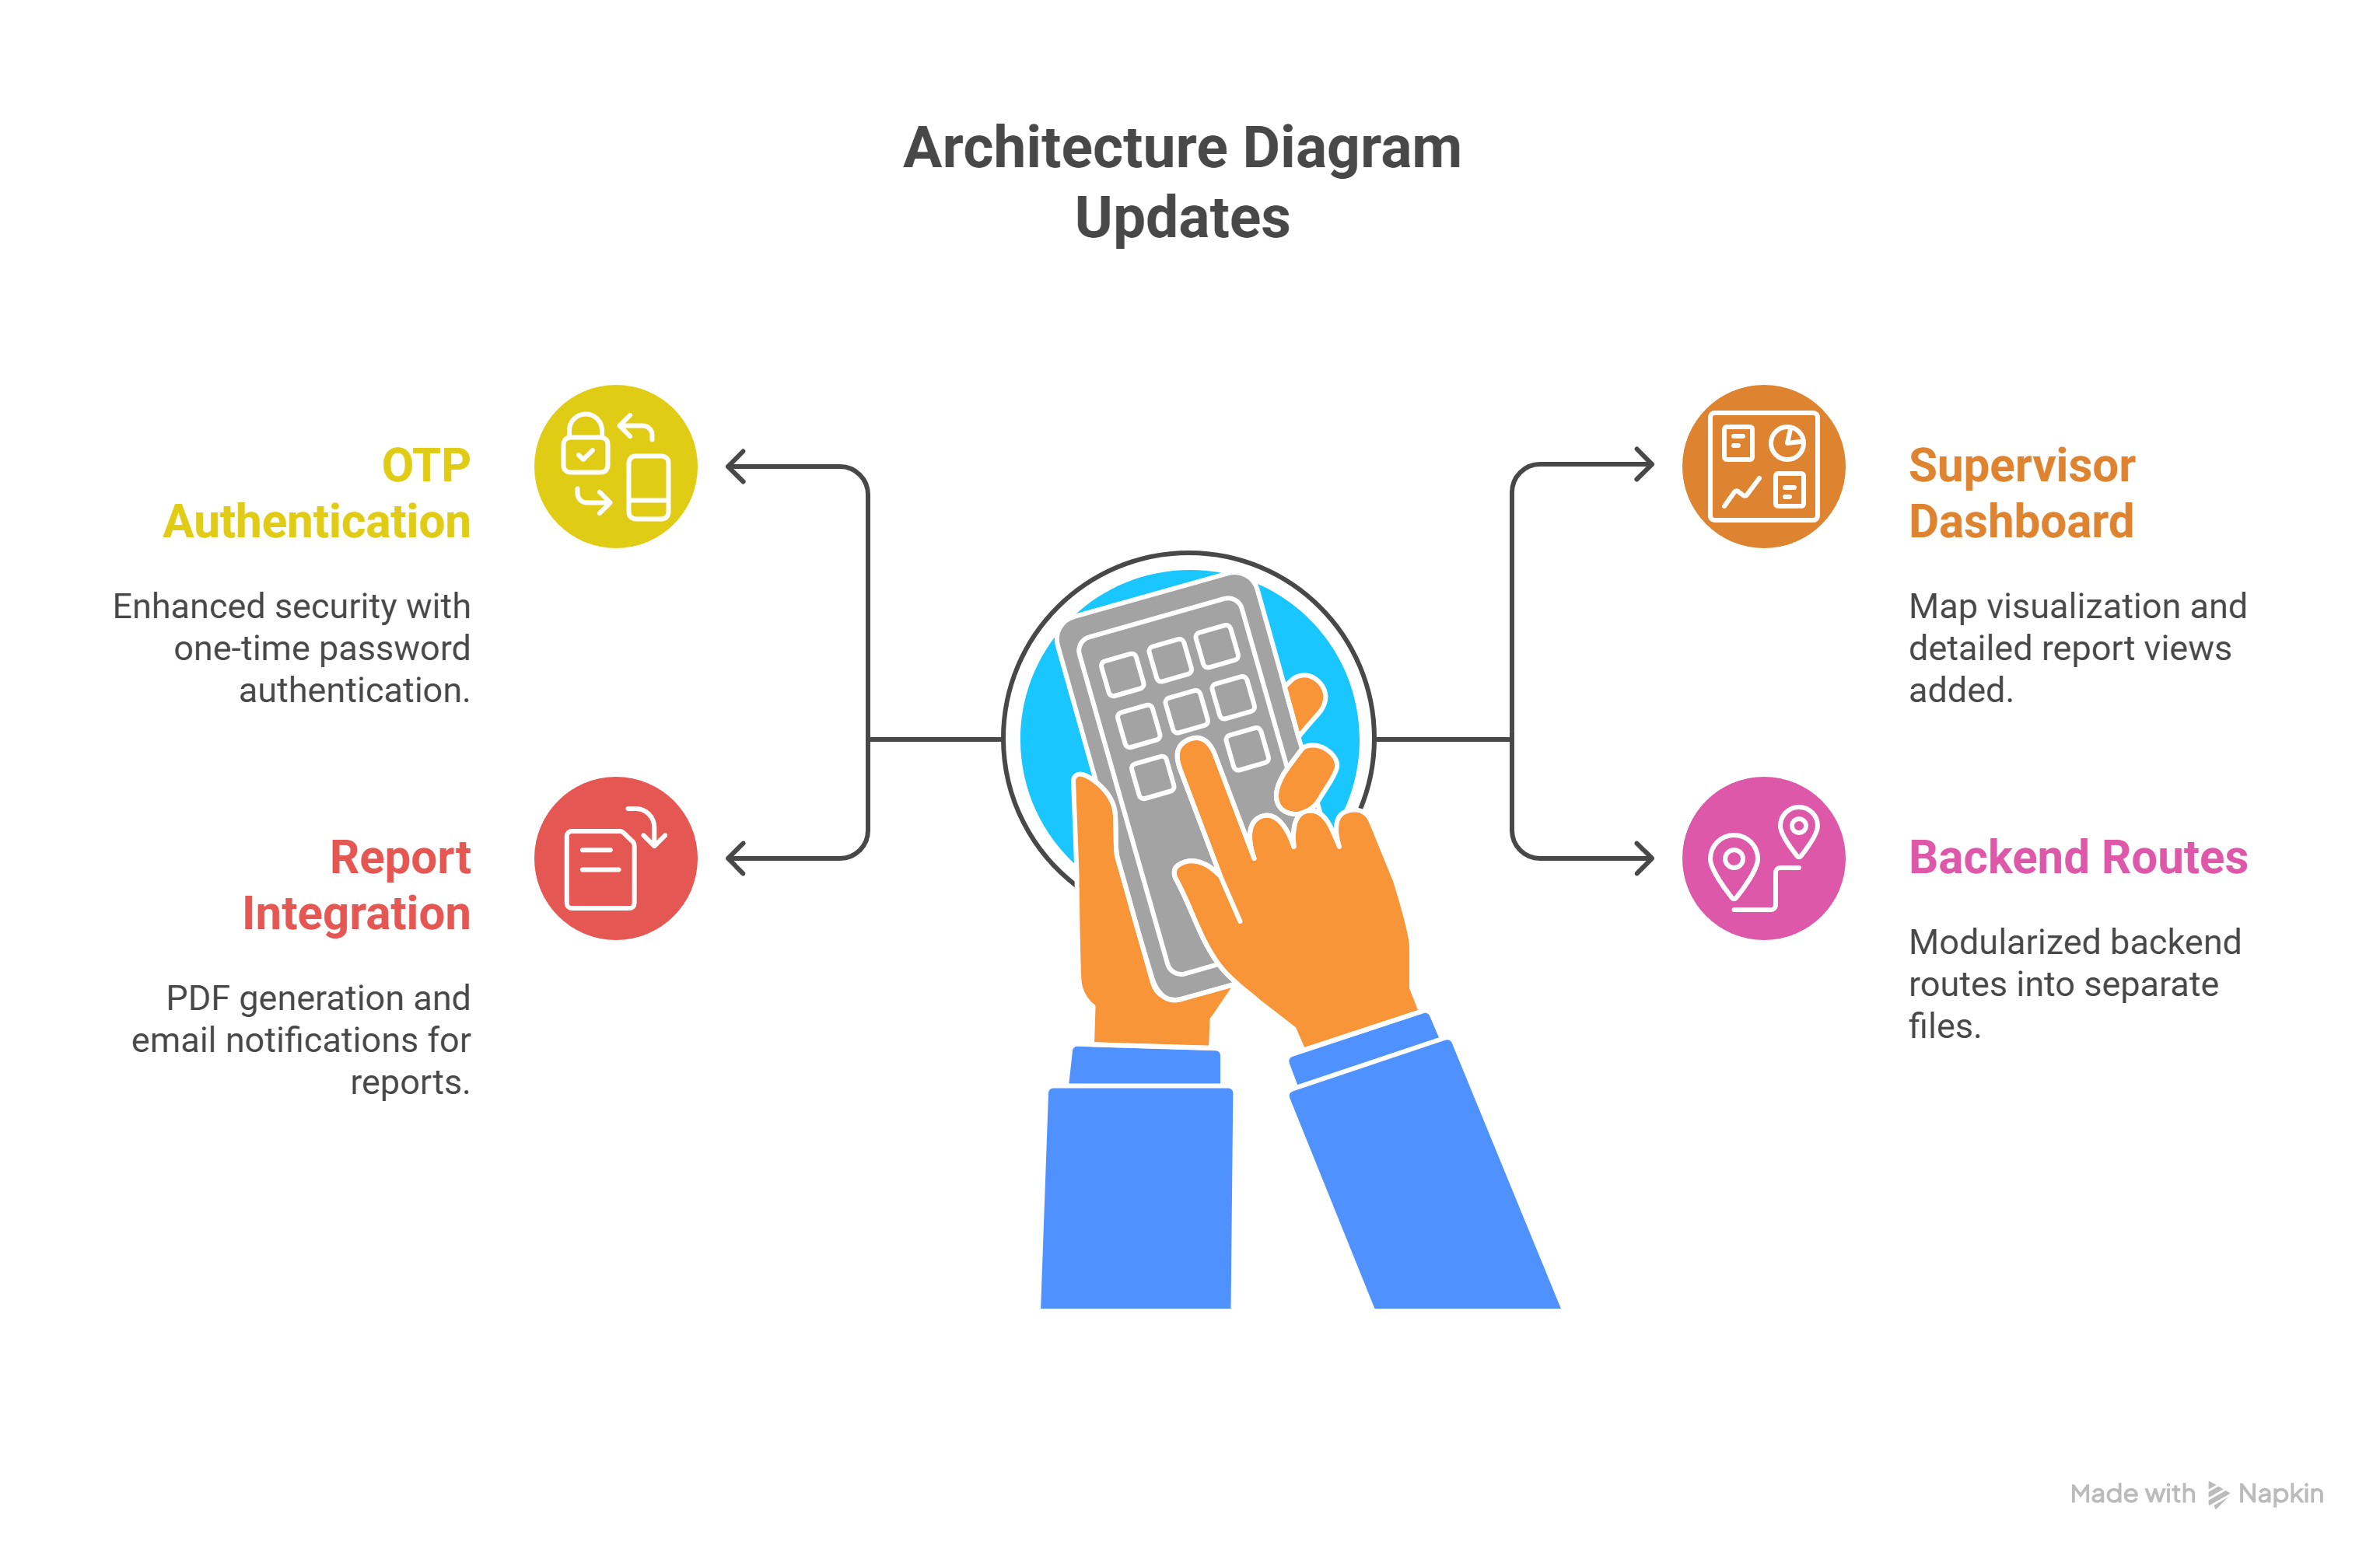 Architecture Diagram
Updates
OTP
Authentication
Enhanced security with
one-time password
authentication.
Report
Integration
PDF generation and
email notifications for
reports.
Supervisor
Dashboard
Map visualization and
detailed report views
added.
Backend Routes
Modularized backend
routes into separate
files.
Made with Napkin